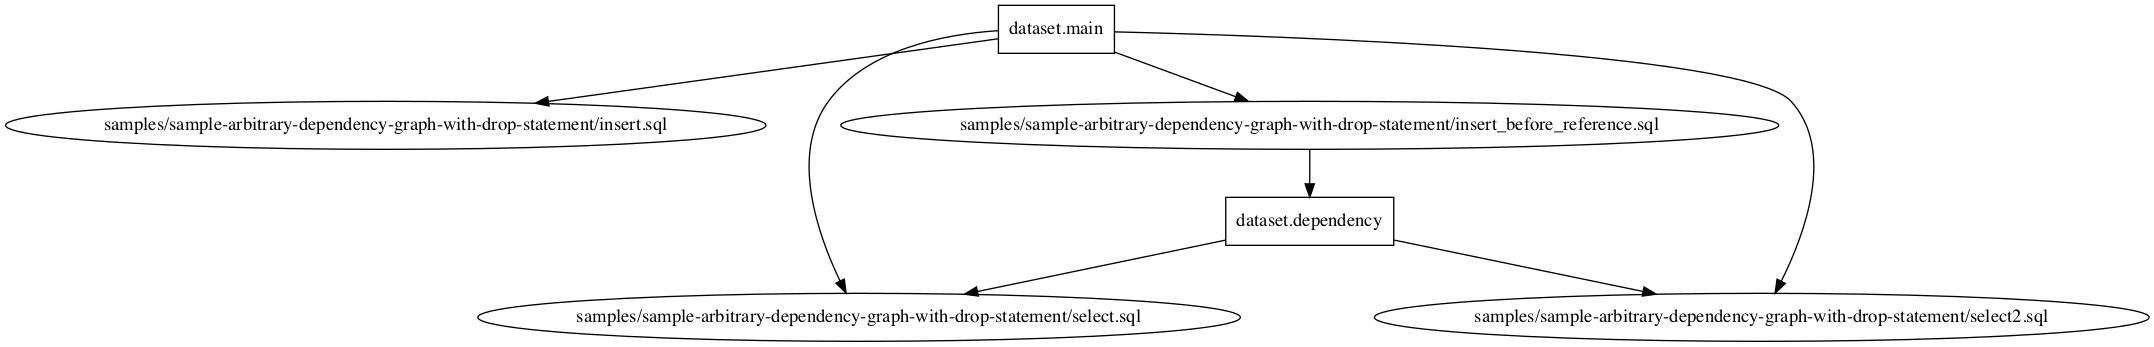 dataset.main
samples/sample-arbitrary-dependency-graph-with-drop-statement/insert.sql
samples/sample-arbitrary-dependency-graph-with-drop-statement/insert_before_reference.sql
dataset.dependency
samples/sample-arbitrary-dependency-graph-with-drop-statement/select.sql
samples/sample-arbitrary-dependency-graph-with-drop-statement/select2.sql